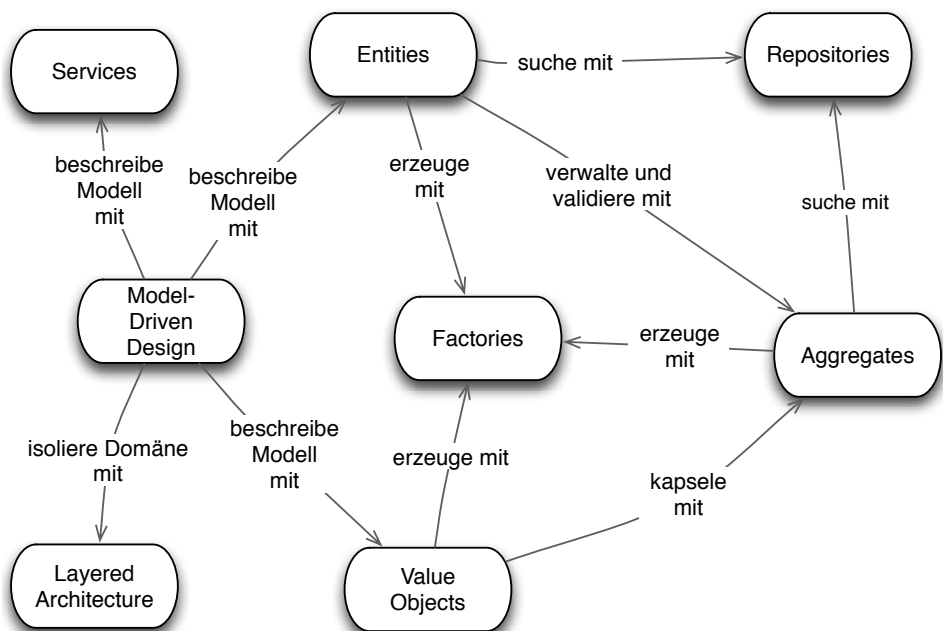 Services
Entities
Repositories
suche mit
beschreibe
Modell
mit
beschreibe
Modell
mit
erzeuge
mit
verwalte und
validiere mit
suche mit
Model-
Driven
Design
Factories
erzeuge
mit
Aggregates
isoliere Domäne
mit
beschreibe
Modell
mit
erzeuge mit
kapsele
mit
Layered
Architecture
Value
Objects